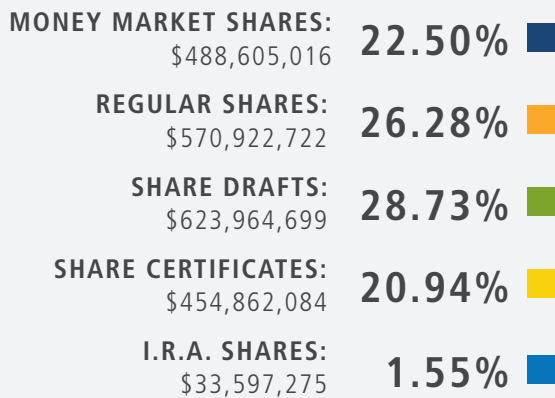 MONEY MARKET SHARES:
$488,605,016
22.50%
REGULAR SHARES:
$570,922,722
26.28%
SHARE DRAFTS:
$623,964,699
28.73%
SHARE CERTIFICATES:
$454,862,084
20.94%
I.R.A. SHARES:
$33,597,275
1.55%